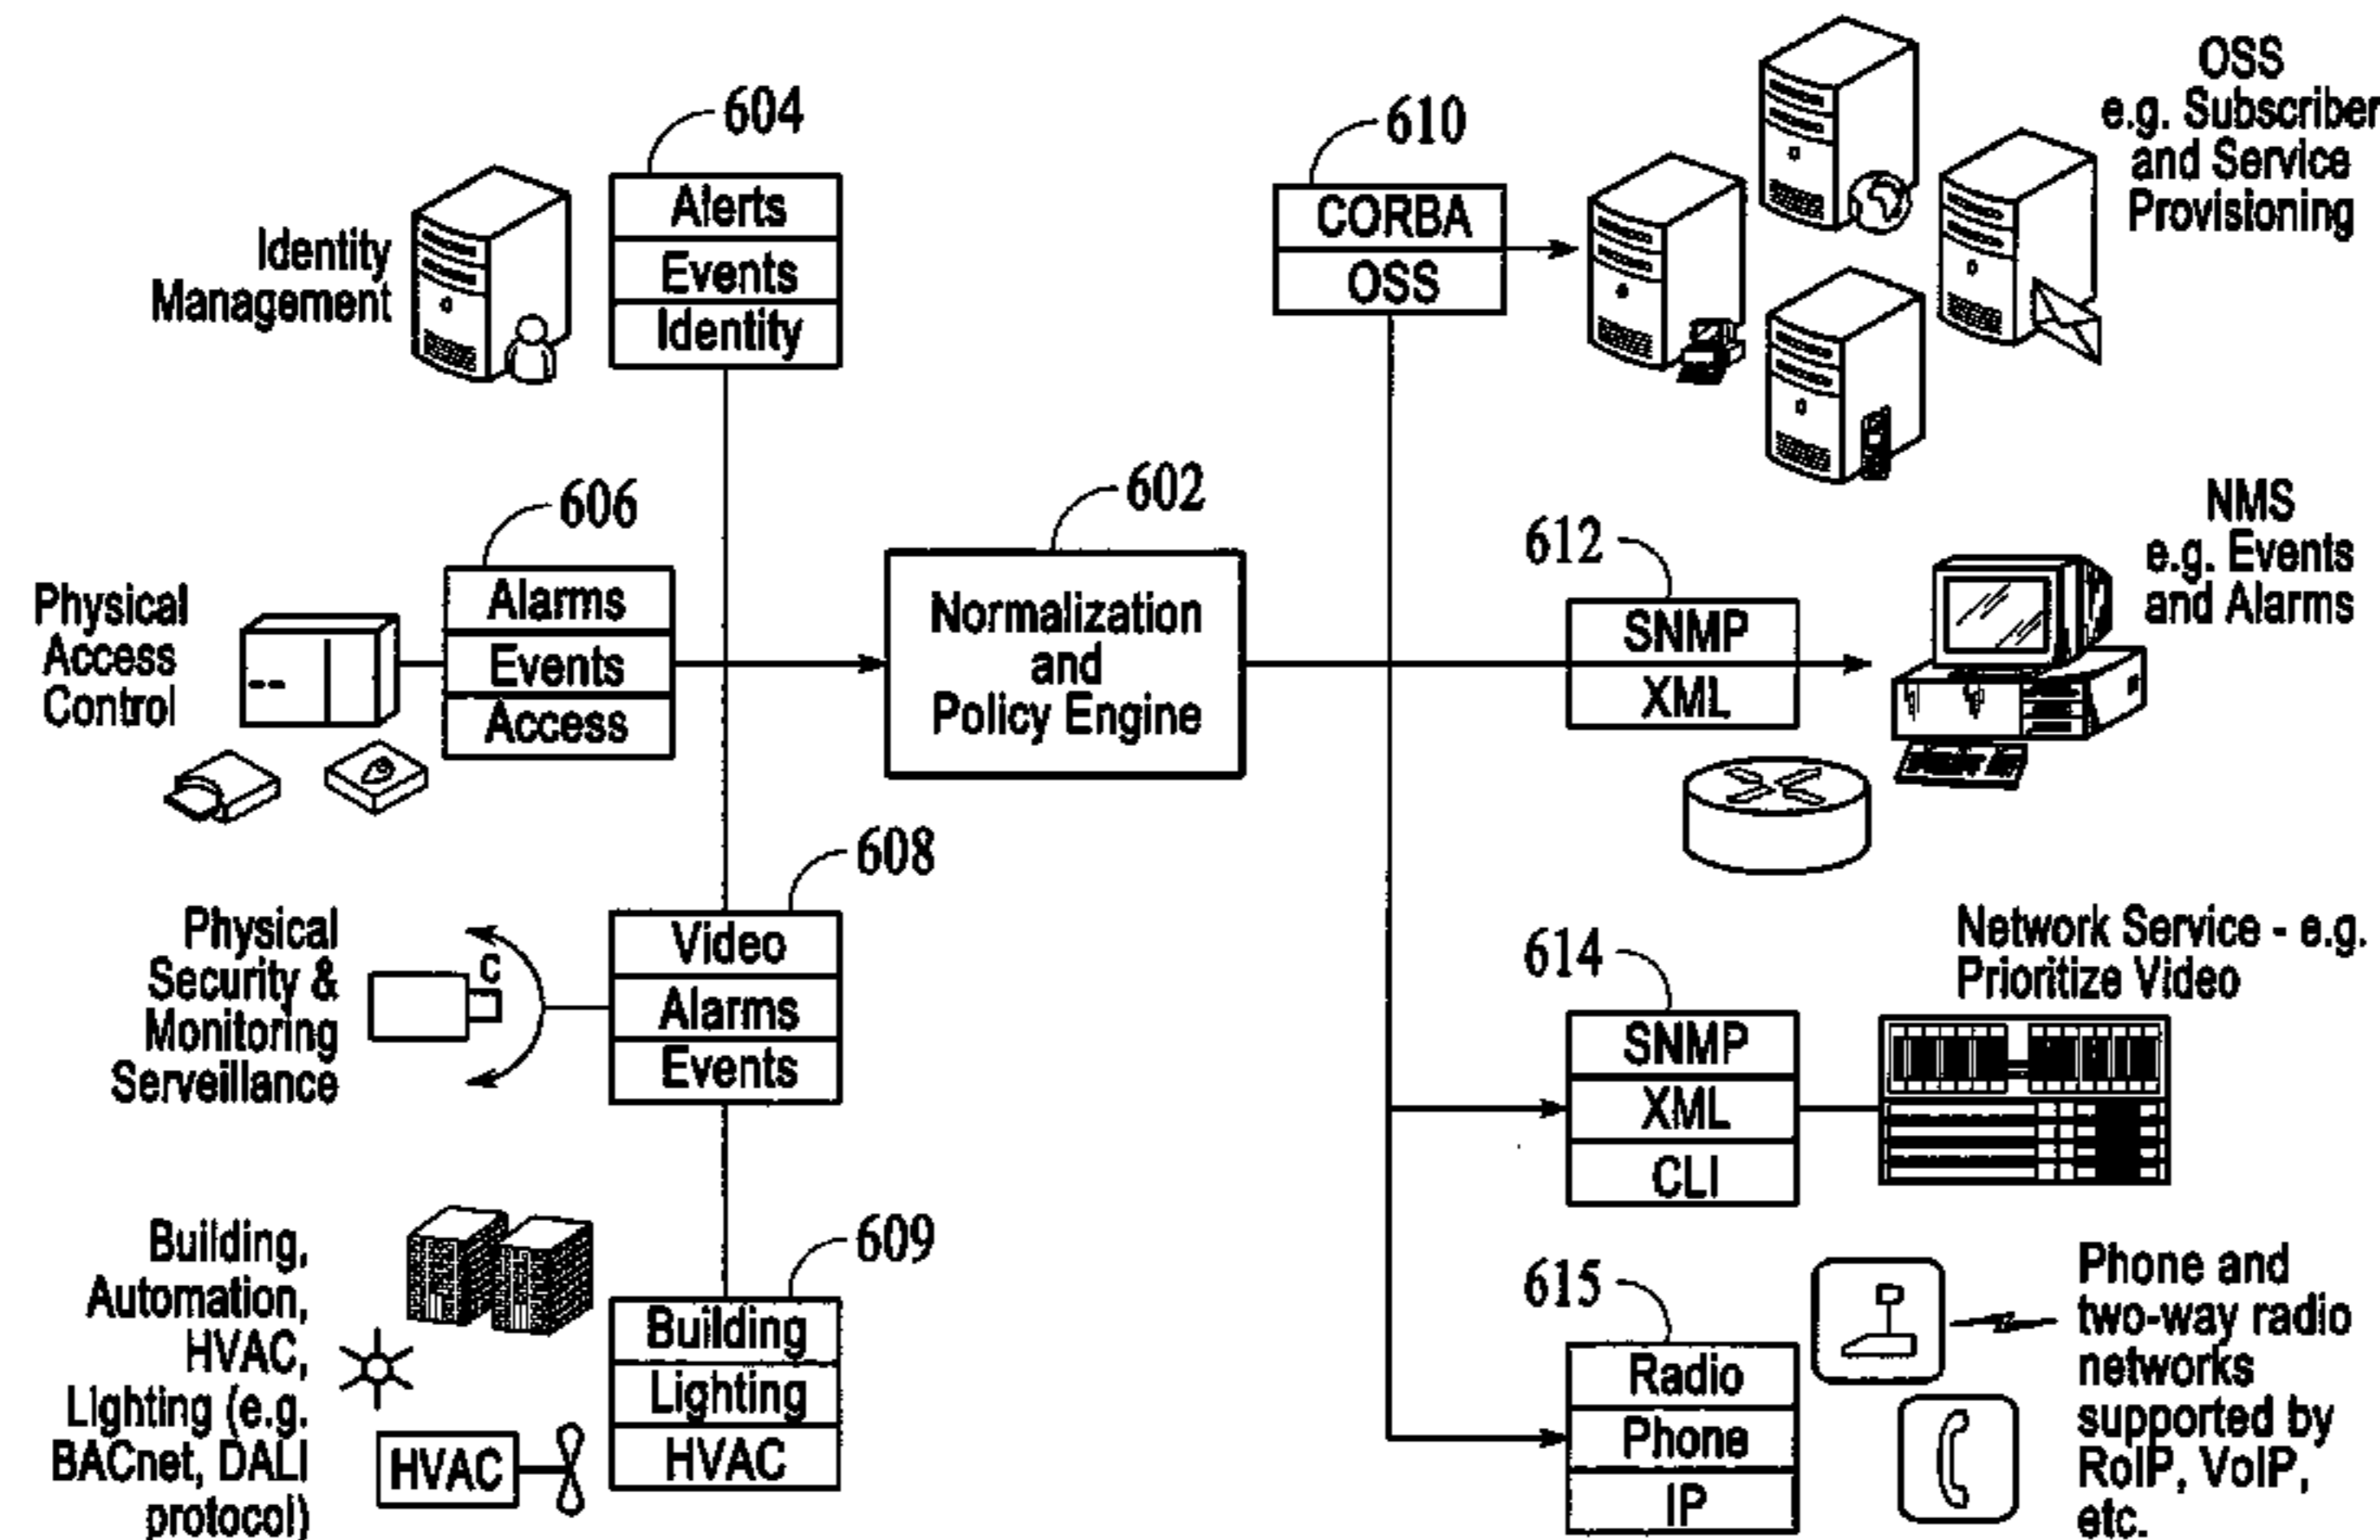 604
Alerts
Events
Identity
Identity
Management
606
Alarms
Events
Access
Physical
Access
Control
602
Normalization
and
Policy Engine
608
Video
Alarms
Events
Physical
Security &
Monitoring
Serveillance
C
609
Building
Lighting
HVAC
Building,
Automation,
HVAC,
Lighting (e.g.
BACnet, DALI
protocol)
HVAC
610
CORBA
OSS
OSS
e.g. Subscriber
and Service
Provisioning
612
SNMP
XML
NMS
e.g. Events
and Alarms
614
SNMP
XML
CLI
Network Service - e.g.
Prioritize Video
615
Radio
Phone
IP
Phone and
two-way radio
networks
supported by
RoIP, VoIP,
etc.